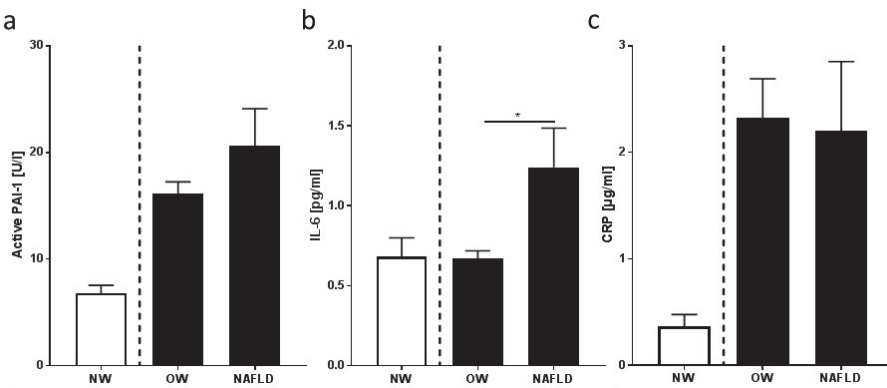 a
Active PAI-1 [U/l]
30
20
10
0
NW
OW
NAFLD
b
IL-6 [pg/ml]
2.0
1.5
1.0
0.5
0.0
*
NW
OW
NAFLD
c
CRP [µg/ml]
3
2
1
0
NW
OW
NAFLD